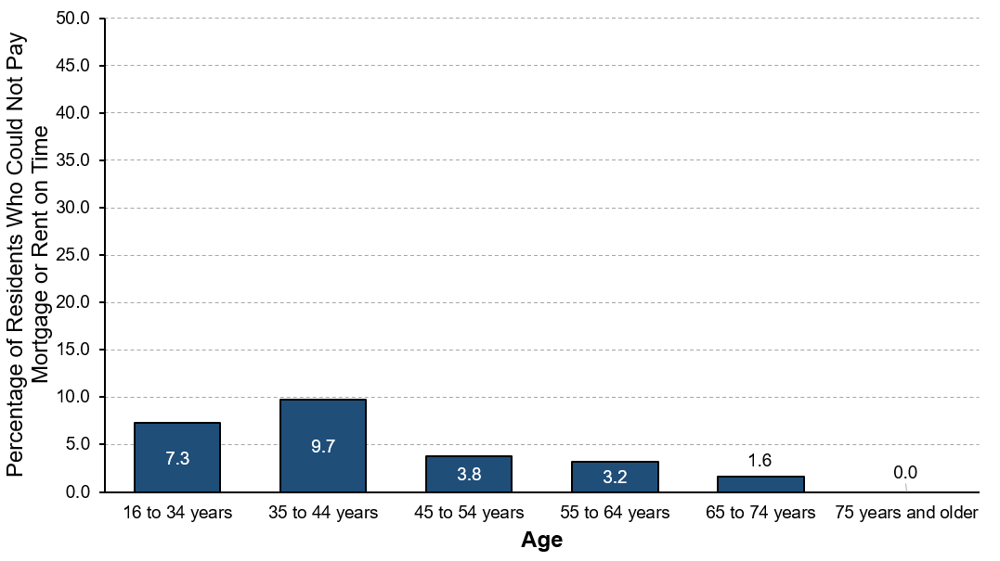 Percentage of Residents Who Could Not Pay
Mortgage or Rent on Time
50.0
45.0
40.0
35.0
30.0
25.0
20.0
15.0
10.0
5.0
0.0
7.3
9.7
3.8
3.2
1.6
0.0
16 to 34 years
35 to 44 years
45 to 54 years
55 to 64 years
65 to 74 years
75 years and older
Age